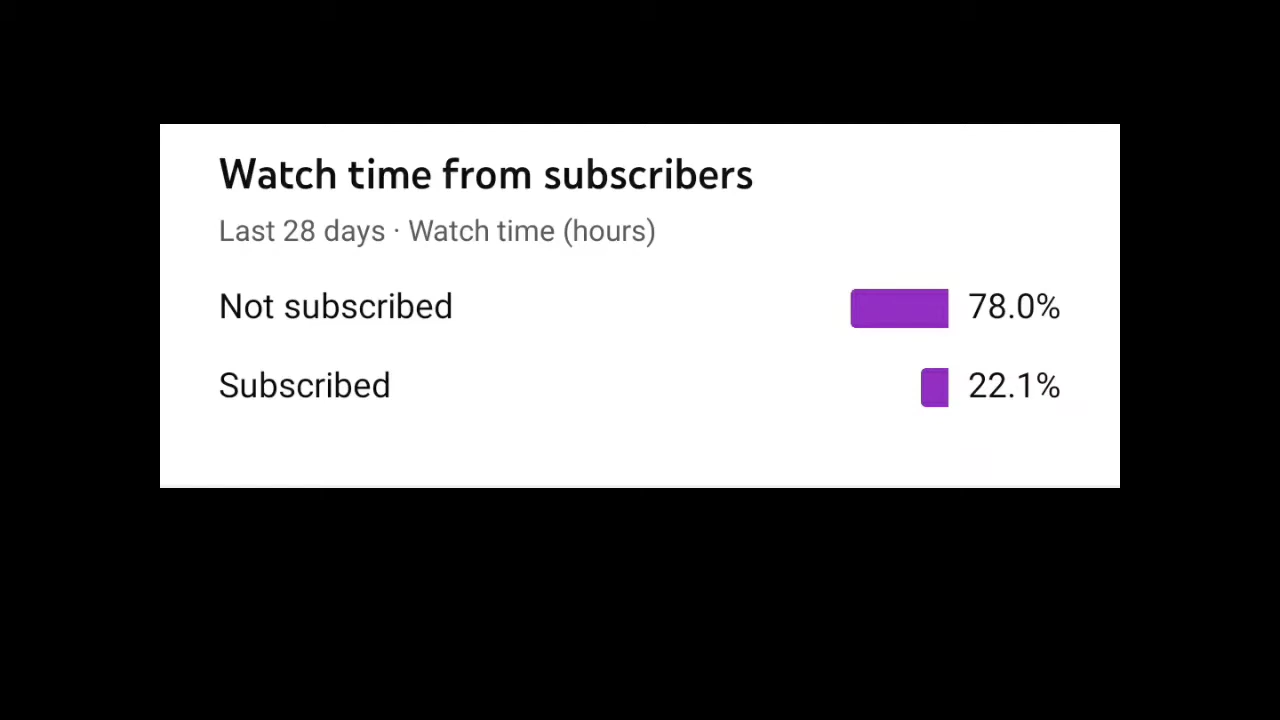 Watch time from subscribers
Last 28 days · Watch time (hours)
Not subscribed 78.0%
Subscribed 22.1%